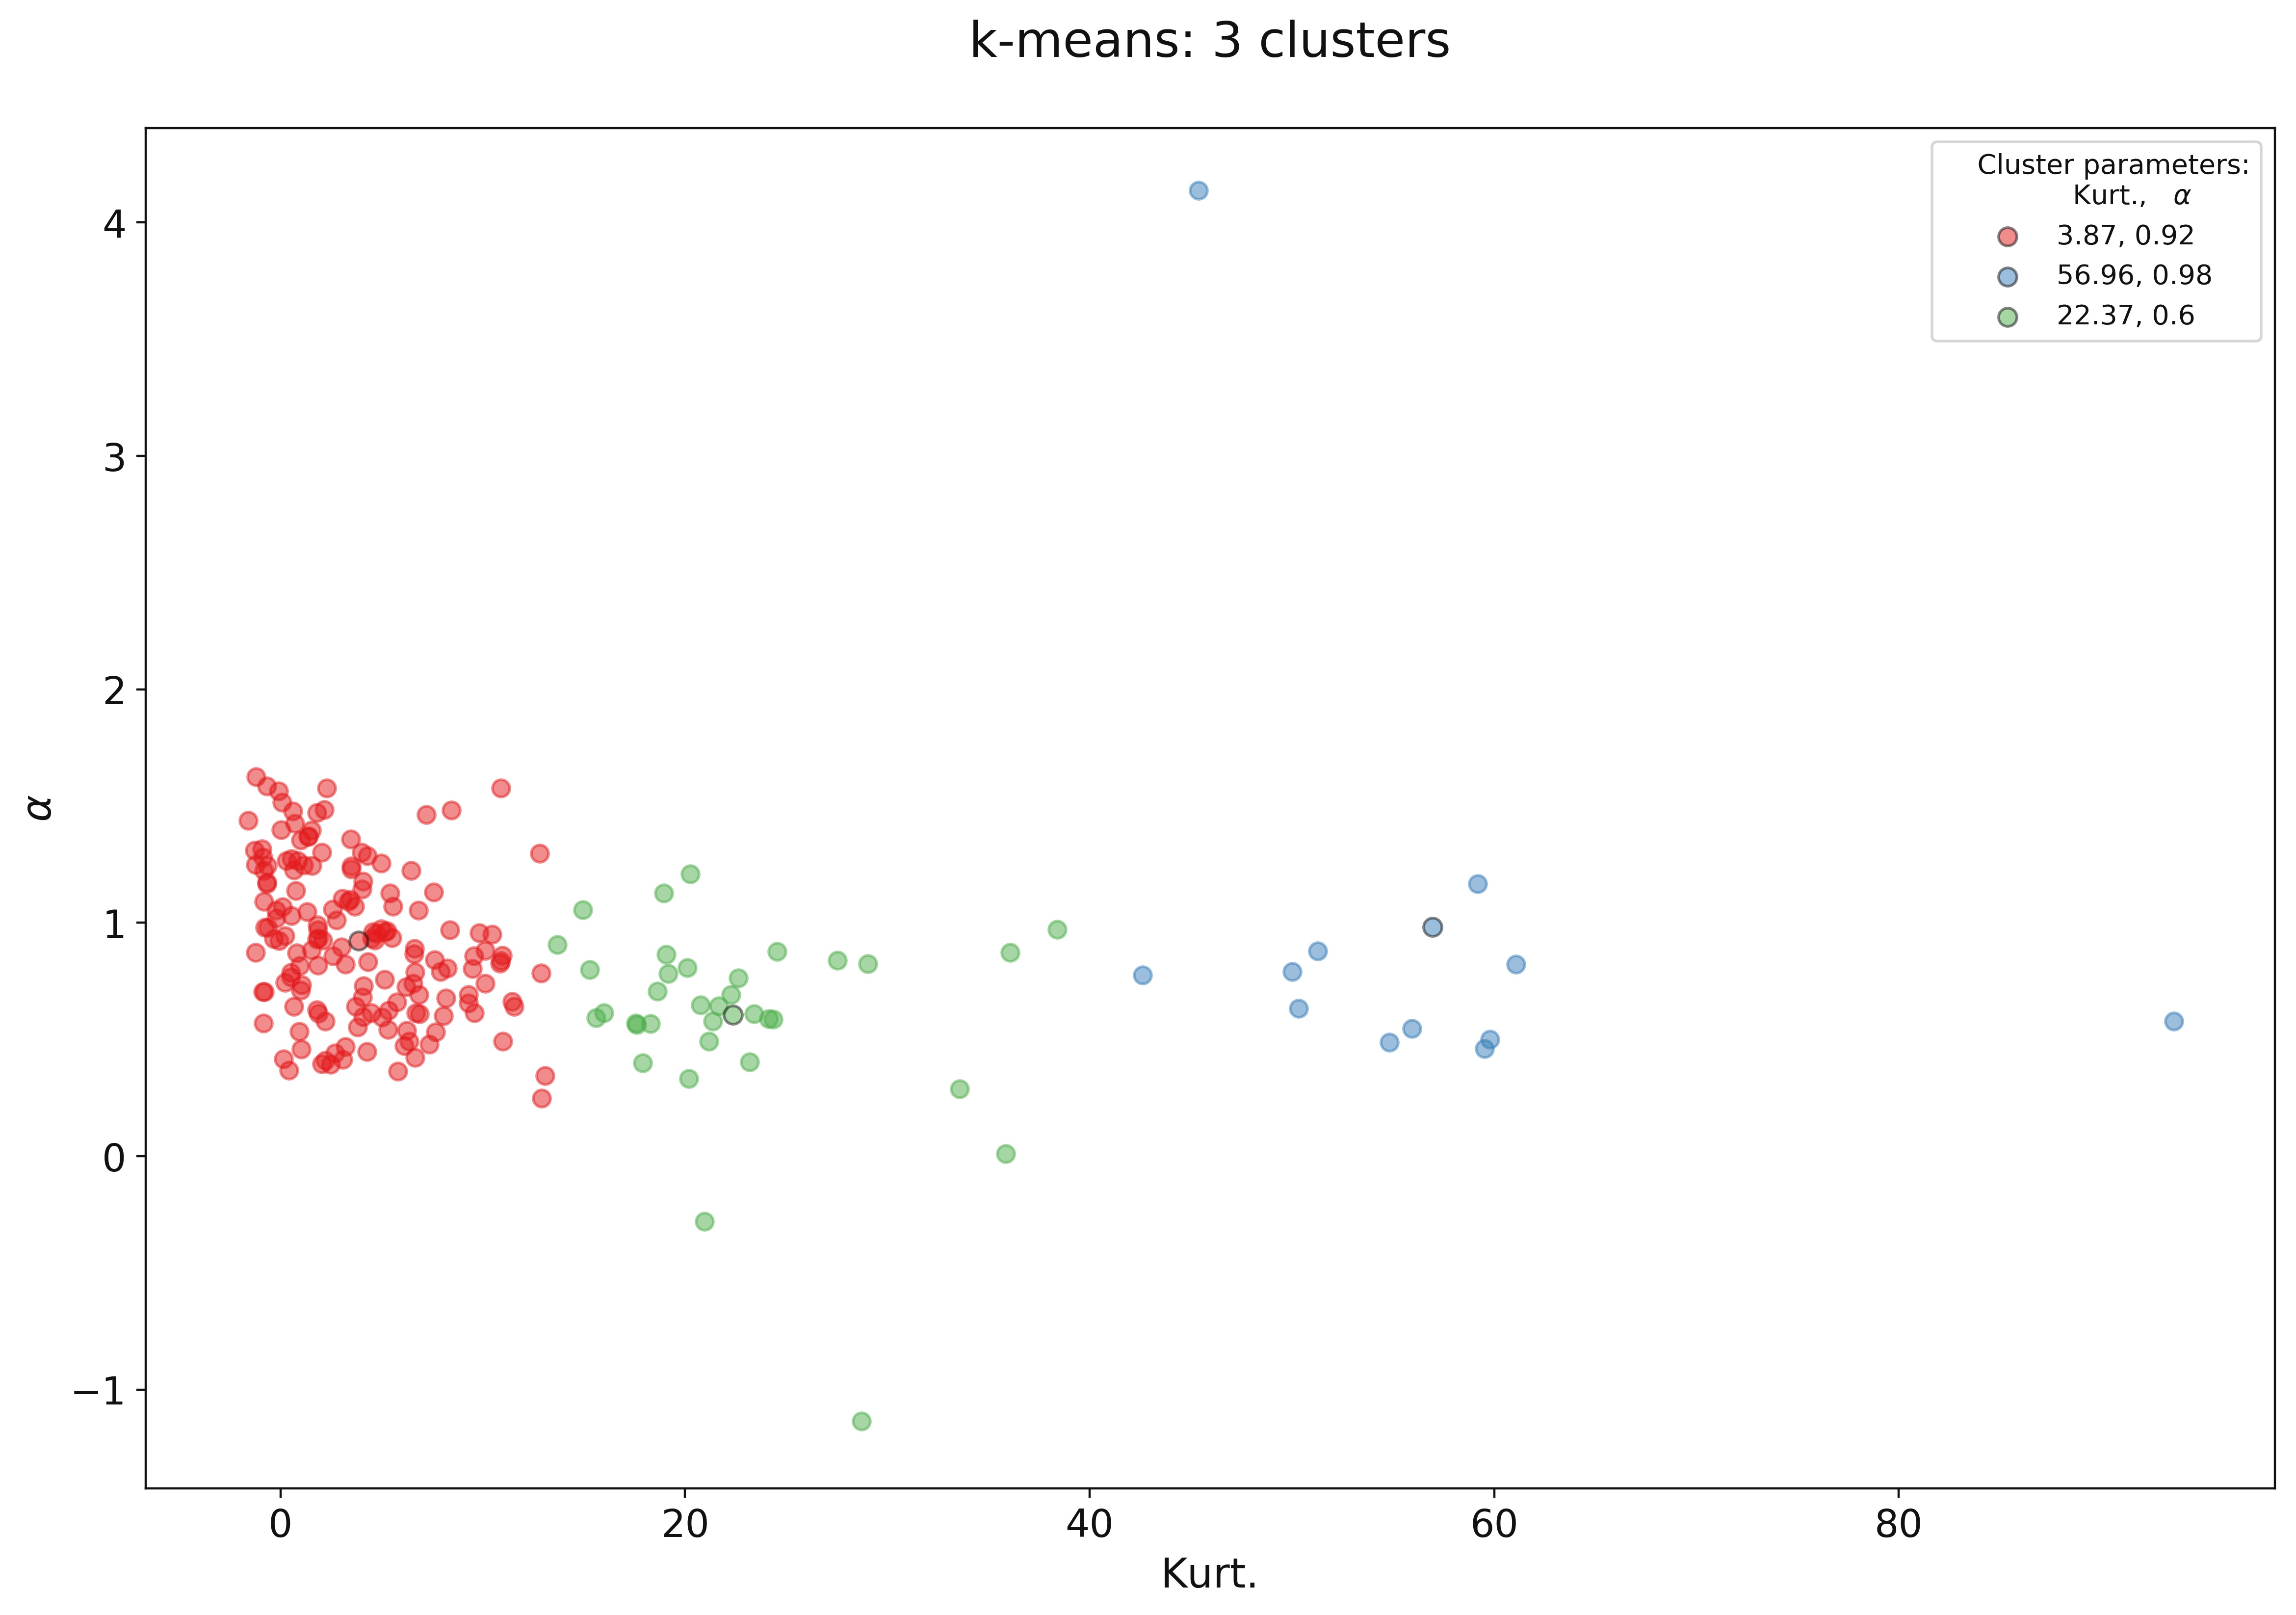 k-means: 3 clusters
Cluster parameters:
Kurt., α
3.87, 0.92
56.96, 0.98
22.37, 0.6
4
3
2
1
0
−1
α
0 20 40 60 80
Kurt.